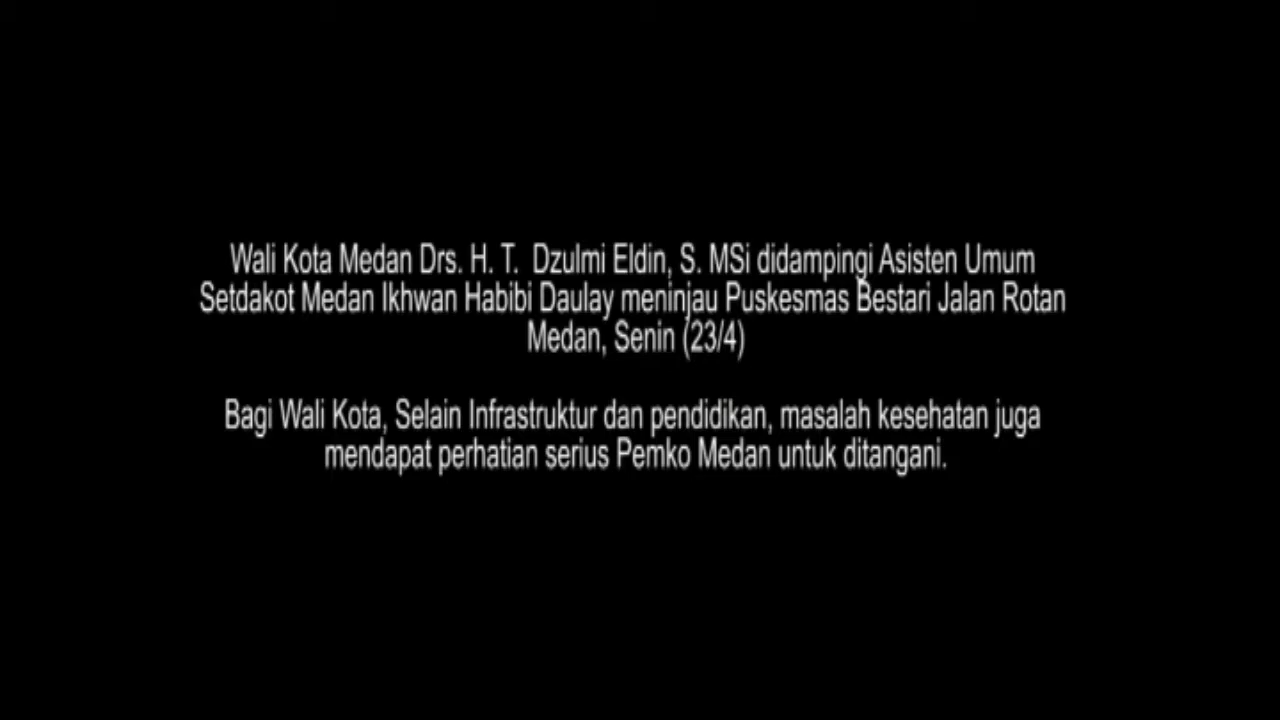 Wali Kota Medan Drs. H. T.  Dzulmi Eldin, S. MSi didampingi Asisten Umum
Setdakot Medan Ikhwan Habibi Daulay meninjau Puskesmas Bestari Jalan Rotan
Medan, Senin (23/4)
Bagi Wali Kota, Selain Infrastruktur dan pendidikan, masalah kesehatan juga
mendapat perhatian serius Pemko Medan untuk ditangani.